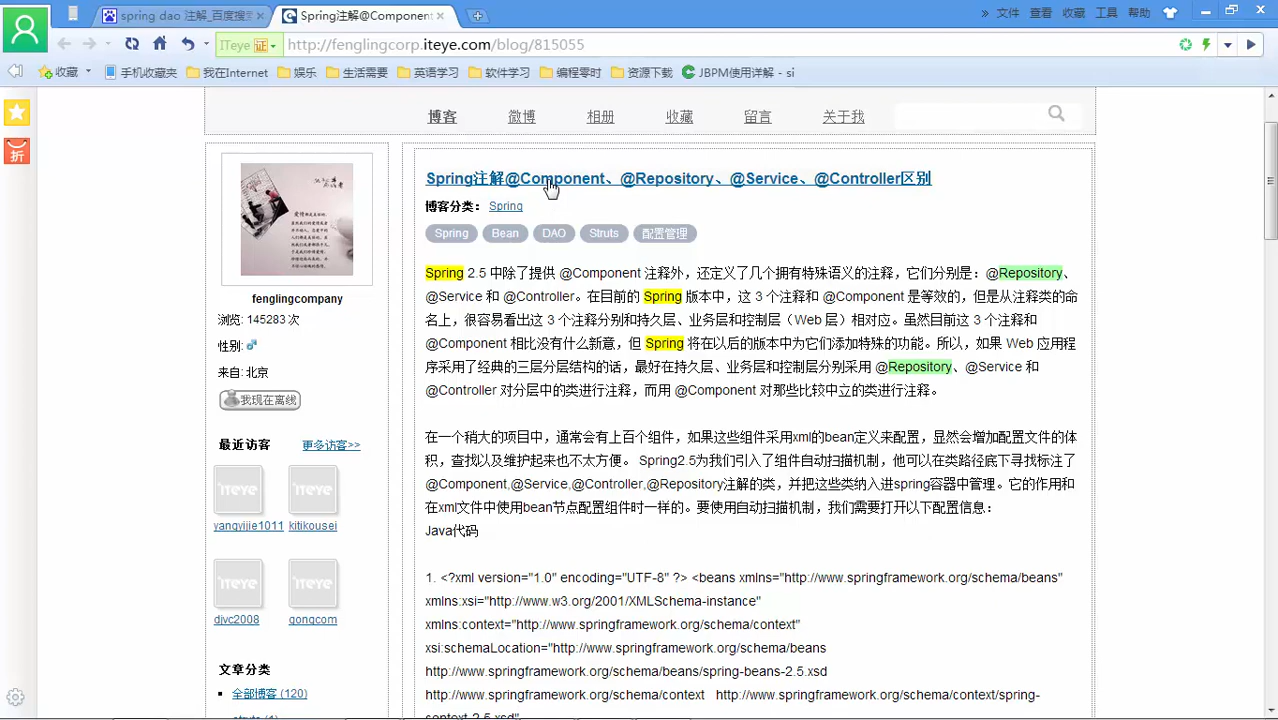 spring dao 注解_百度搜
Spring注解@Component
文件 查看 收藏 工具 帮助
ITeye 证 http://fenglingcorp.iteye.com/blog/815055
收藏 手机收藏夹 我在Internet 娱乐 生活需要 英语学习 软件学习 编程零时 资源下载 JBPM使用详解 - si
博客 微博 相册 收藏 留言 关于我
折
Spring注解@Component、@Repository、@Service、@Controller区别
博客分类： Spring
Spring Bean DAO Struts 配置管理
Spring 2.5 中除了提供 @Component 注释外，还定义了几个拥有特殊语义的注释，它们分别是：@Repository、
@Service 和 @Controller。在目前的 Spring 版本中，这 3 个注释和 @Component 是等效的，但是从注释类的命
名上，很容易看出这 3 个注释分别和持久层、业务层和控制层（Web 层）相对应。虽然目前这 3 个注释和
@Component 相比没有什么新意，但 Spring 将在以后的版本中为它们添加特殊的功能。所以，如果 Web 应用程
序采用了经典的三层分层结构的话，最好在持久层、业务层和控制层分别采用 @Repository、@Service 和
@Controller 对分层中的类进行注释，而用 @Component 对那些比较中立的类进行注释。
在一个稍大的项目中，通常会有上百个组件，如果这些组件采用xml的bean定义来配置，显然会增加配置文件的体
积，查找以及维护起来也不太方便。 Spring2.5为我们引入了组件自动扫描机制，他可以在类路径底下寻找标注了
@Component,@Service,@Controller,@Repository注解的类，并把这些类纳入进spring容器中管理。它的作用和
在xml文件中使用bean节点配置组件时一样的。要使用自动扫描机制，我们需要打开以下配置信息：
Java代码
1. <?xml version="1.0" encoding="UTF-8" ?> <beans xmlns="http://www.springframework.org/schema/beans"
xmlns:xsi="http://www.w3.org/2001/XMLSchema-instance"
xmlns:context="http://www.springframework.org/schema/context"
xsi:schemaLocation="http://www.springframework.org/schema/beans
http://www.springframework.org/schema/beans/spring-beans-2.5.xsd
http://www.springframework.org/schema/context http://www.springframework.org/schema/context/spring-
context-2.5.xsd"
fenglingcompany
浏览: 145283 次
性别:
来自: 北京
我现在离线
最近访客 更多访客>>
ITeye ITeye
yangyijie1011 kitikousei
ITeye ITeye
djvc2008 gongcom
文章分类
全部博客 (120)
struts (1)